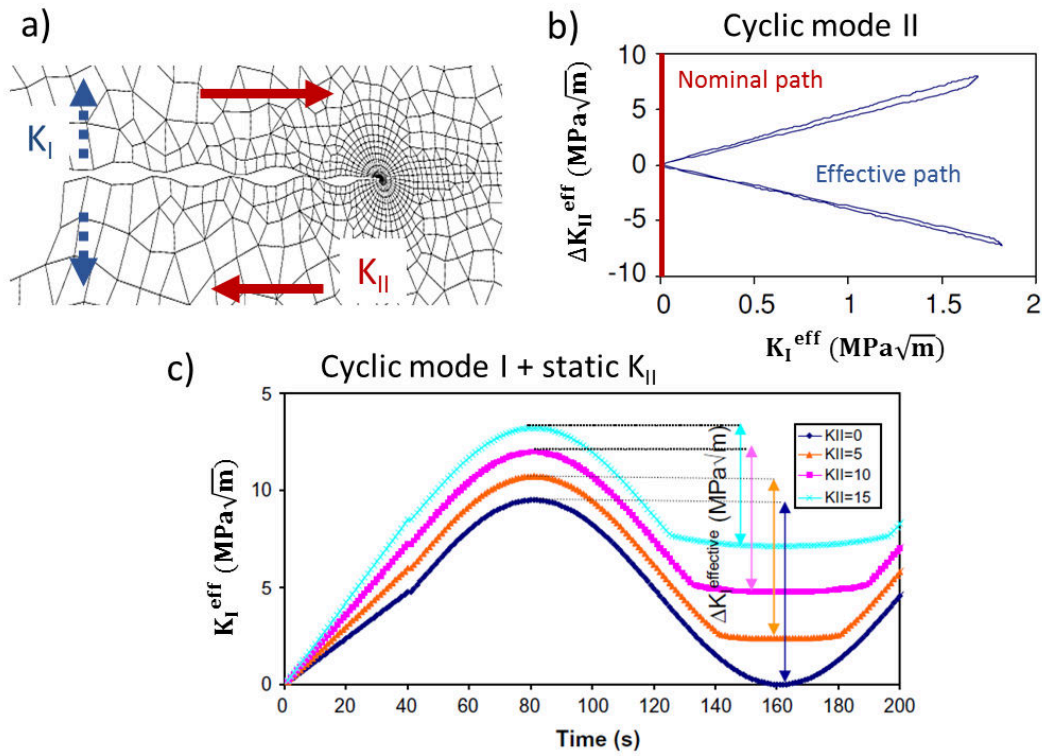 a)
K_I
K_II
b)
Cyclic mode II
10
5
0
-5
-10
Nominal path
Effective path
0
0.5
1
1.5
2
ΔK_II^eff (MPa√m)
K_I^eff (MPa√m)
c)
Cyclic mode I + static K_II
5
10
5
0
0
20
40
60
80
100
120
140
160
180
200
K_I^eff (MPa√m)
Time (s)
ΔK_I^effective (MPa√m)
KII=0
KII=5
KII=10
KII=15